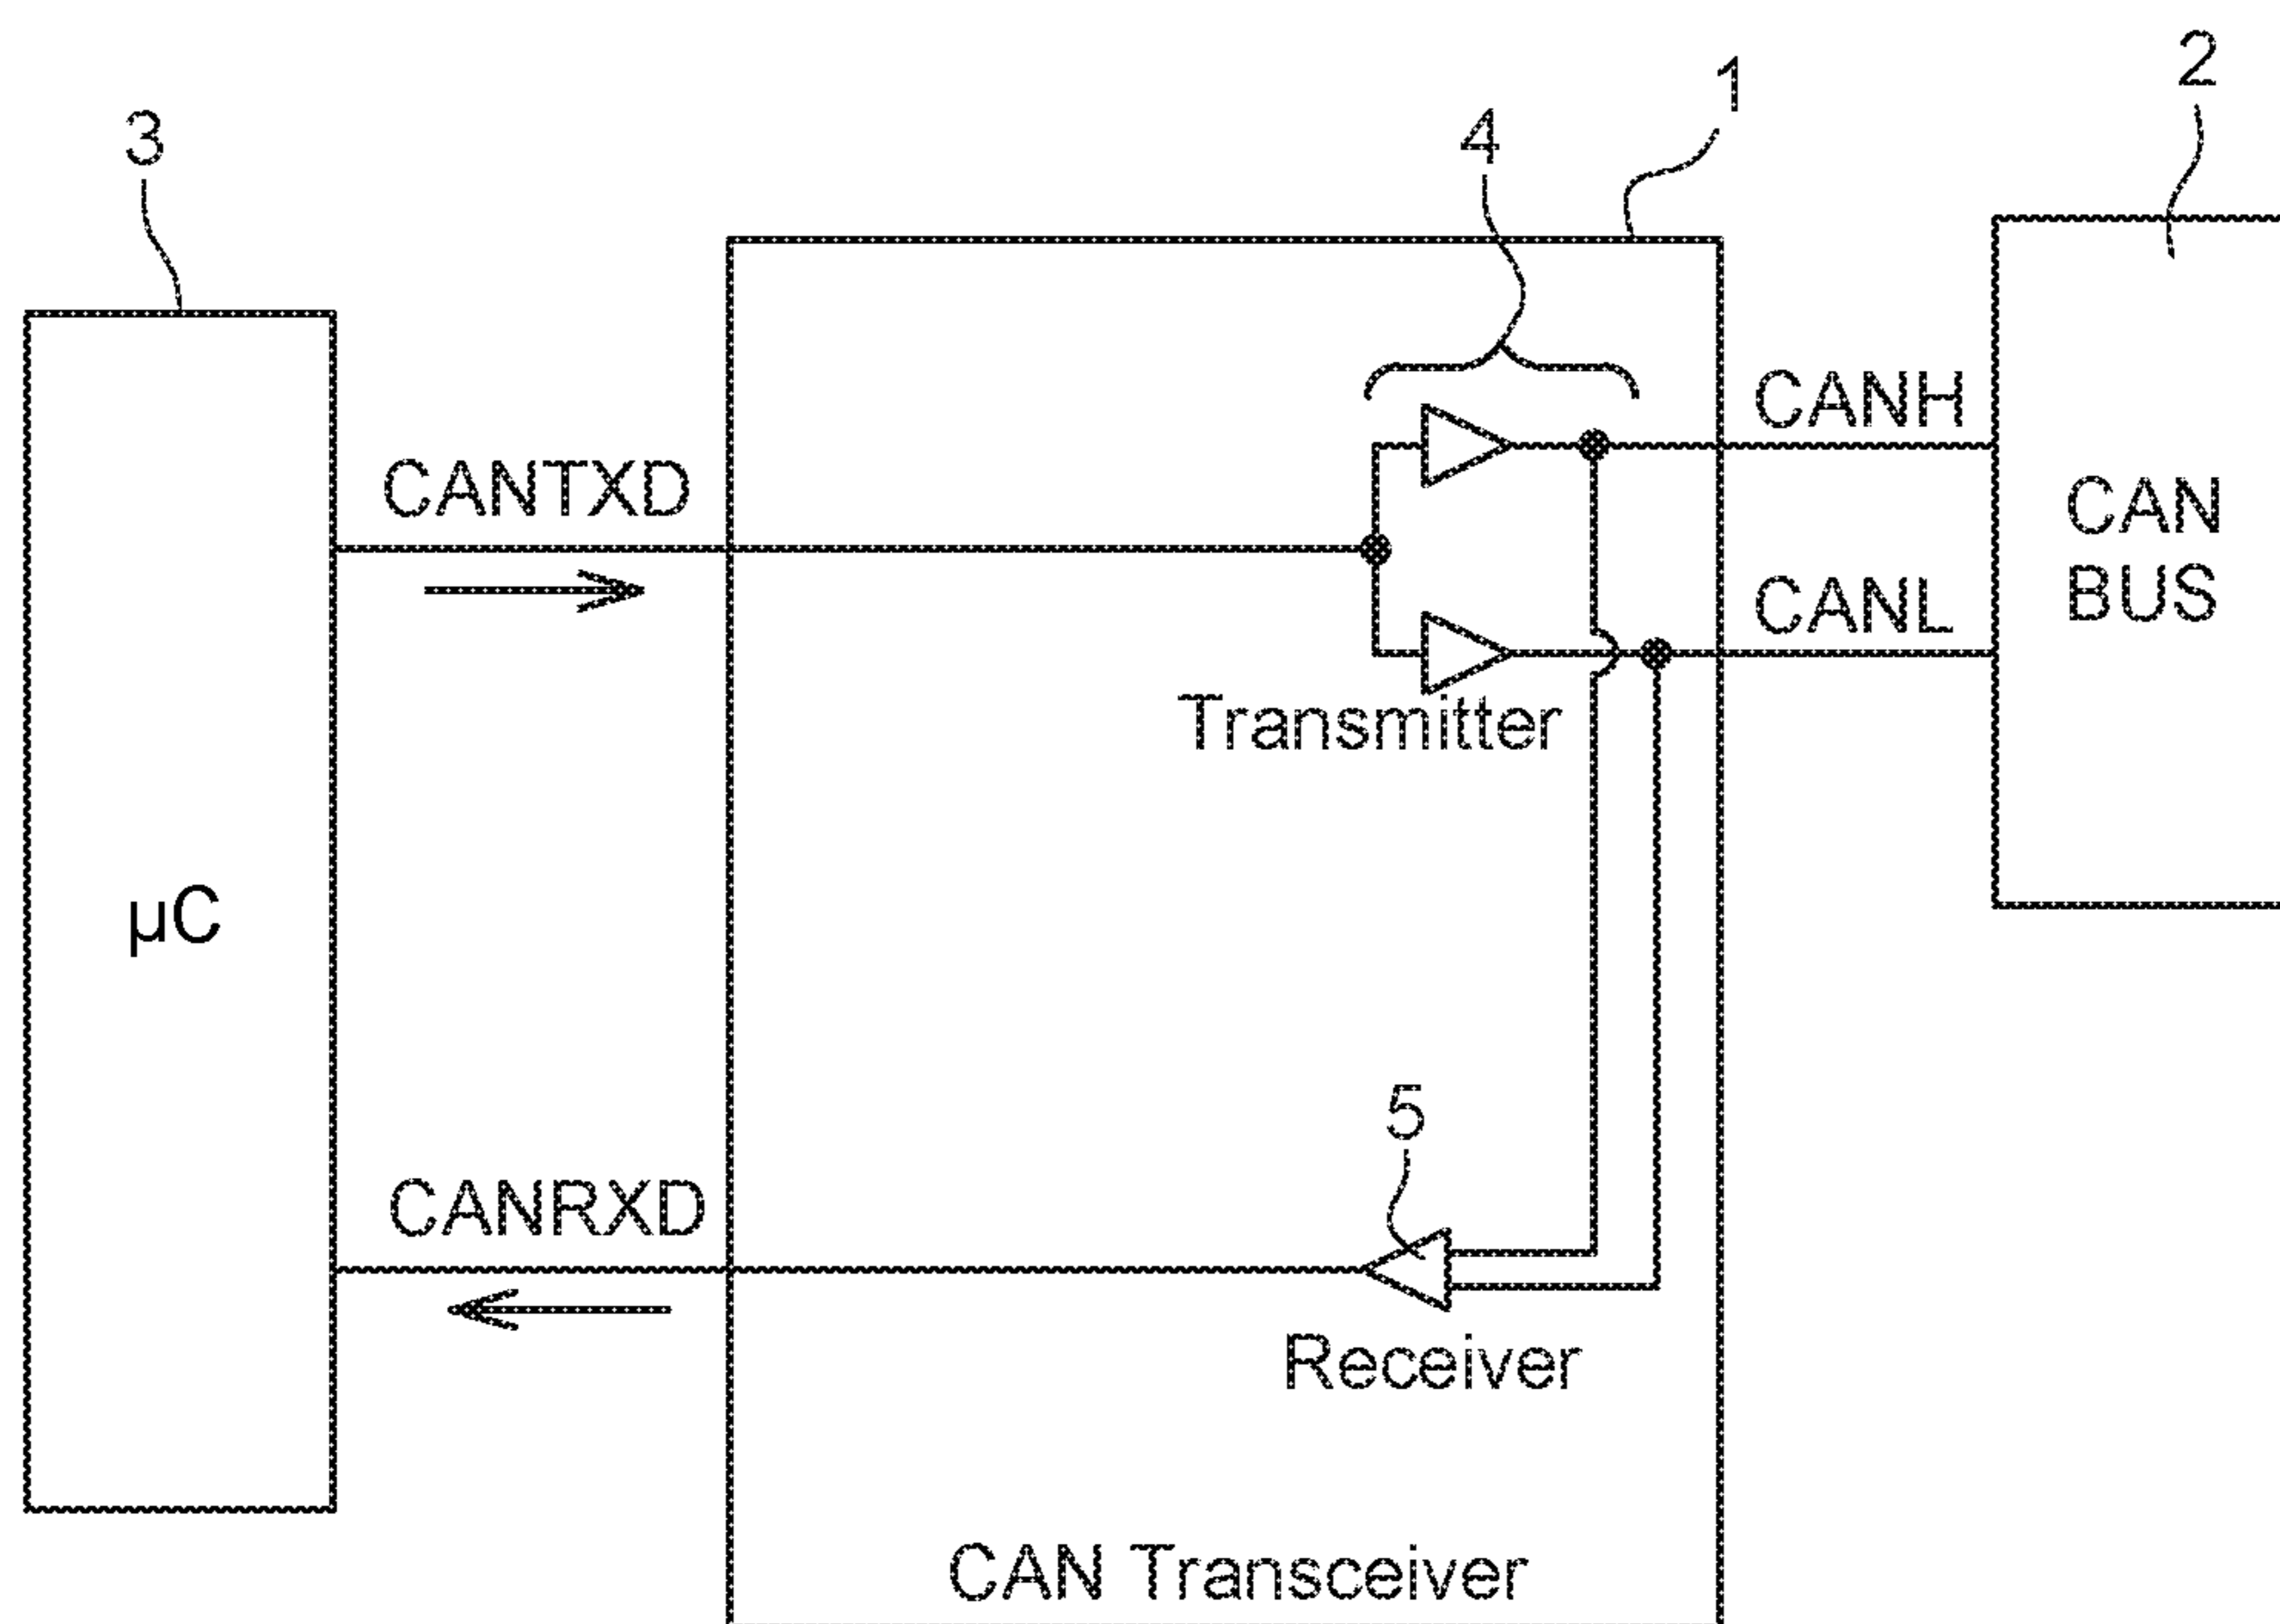 2
1
4
3
CANH
CANTXD
CAN
BUS
CANL
Transmitter
µC
5
CANRXD
Receiver
CAN Transceiver